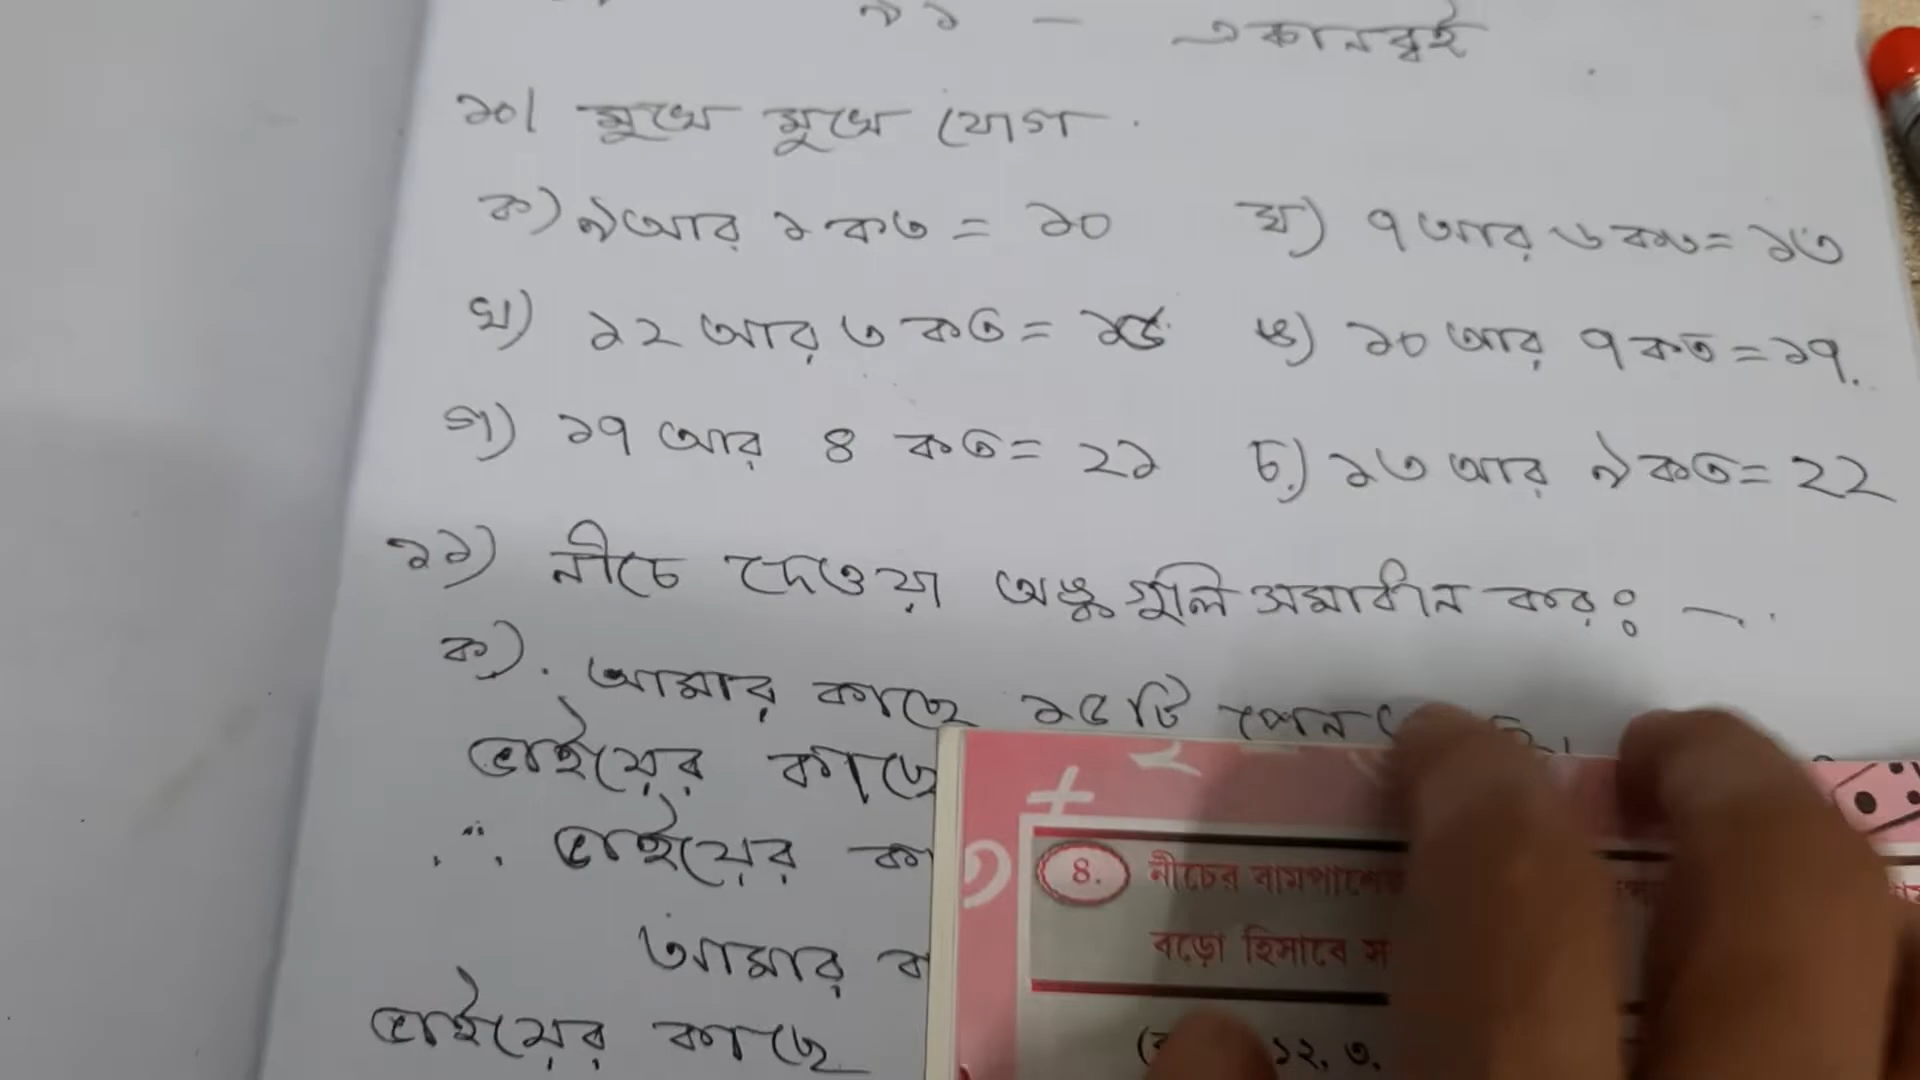 ৯১ — একানব্বই
১০। মুখে মুখে যোগ
ক) ৯ আর ১ কত = ১০ ঘ) ৭ আর ৬ কত = ১৩
খ) ১২ আর ৩ কত = ১৫ ঙ) ১০ আর ৭ কত = ১৭.
গ) ১৭ আর ৪ কত = ২১ চ) ১৩ আর ৯ কত = ২২
১১) নীচে দেওয়া অঙ্কগুলি সমাধান কর : —
ক). আমার কাছে ১৫টি পেন
ভাইয়ের কাছে
∴ ভাইয়ের
আমার
ভাইয়ের কাছে
8. নীচের বামপাশের
বড়ো হিসাবে
১২, ৩,